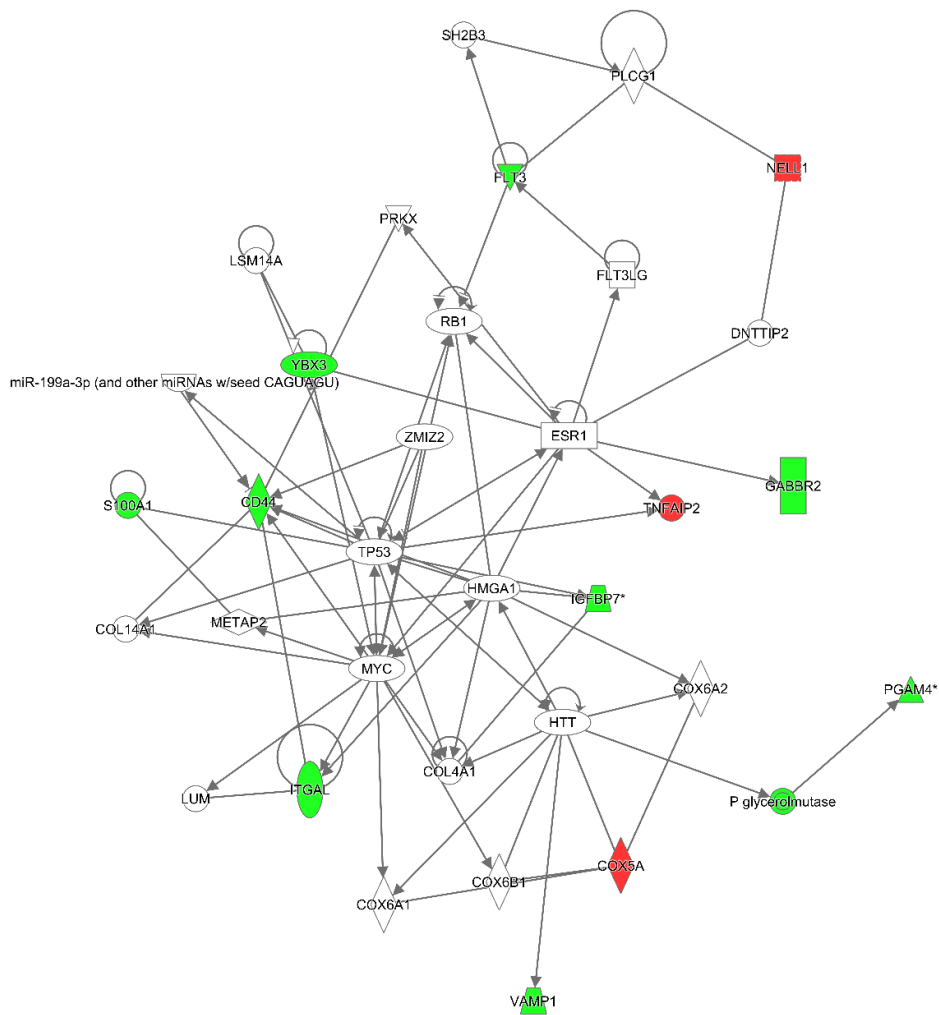 SH2B3
PLCG1
NELL1
FLT3
PRKX
LSM14A
FLT3LG
RB1
DNTTIP2
YBX3
miR-199a-3p (and other miRNAs w/seed CAGUAGU)
ZMIZ2
ESR1
GABBR2
CD44
S100A1
TNFAIP2
TP53
HMGA1
IGFBP7*
METAP2
COL14A1
MYC
COX6A2
PGAM4*
HTT
COL4A1
ITGAL
LUM
P glycerolmutase
COX5A
COX6B1
COX6A1
VAMP1